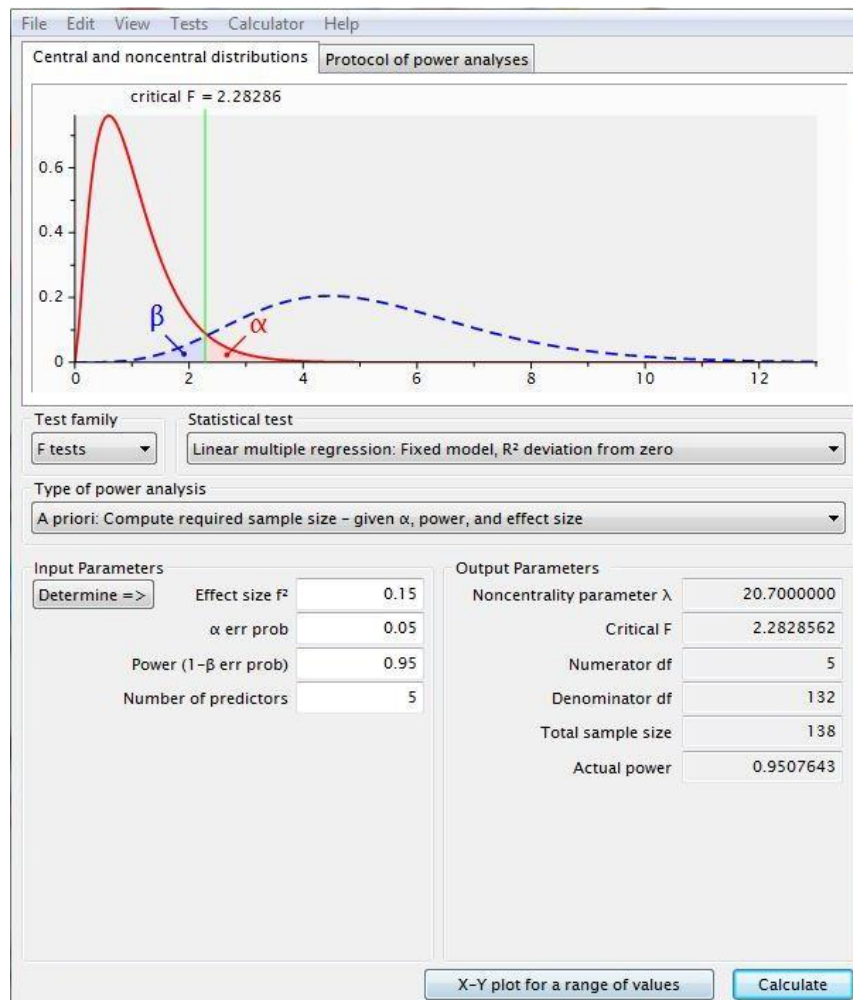 File Edit View Tests Calculator Help
Central and noncentral distributions Protocol of power analyses
critical F = 2.28286
0.6
0.4
0.2
0
β
α
0 2 4 6 8 10 12
Test family Statistical test
F tests Linear multiple regression: Fixed model, R² deviation from zero
Type of power analysis
A priori: Compute required sample size – given α, power, and effect size
Input Parameters
Determine => Effect size f² 0.15
α err prob 0.05
Power (1-β err prob) 0.95
Number of predictors 5
Output Parameters
Noncentrality parameter λ 20.7000000
Critical F 2.2828562
Numerator df 5
Denominator df 132
Total sample size 138
Actual power 0.9507643
X-Y plot for a range of values Calculate